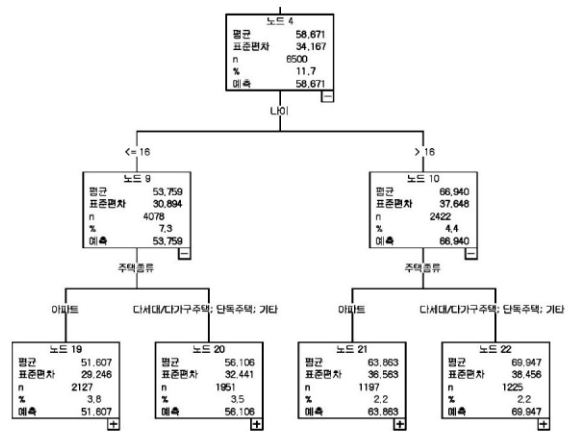 노드 4
평균 58,671
표준편차 34,167
n 6500
% 11,7
예측 58,671
나이
<= 16
> 16
노드 9
평균 53,759
표준편차 30,894
n 4078
% 7,3
예측 53,759
노드 10
평균 66,940
표준편차 37,648
n 2422
% 4,4
예측 66,940
주택종류
주택종류
아파트
다세대/다가구주택; 단독주택; 기타
아파트
다세대/다가구주택; 단독주택; 기타
노드 19
평균 51,607
표준편차 29,246
n 2127
% 3,8
예측 51,607
노드 20
평균 56,106
표준편차 32,441
n 1951
% 3,5
예측 56,106
노드 21
평균 63,863
표준편차 36,563
n 1197
% 2,2
예측 63,863
노드 22
평균 69,947
표준편차 38,456
n 1225
% 2,2
예측 69,947